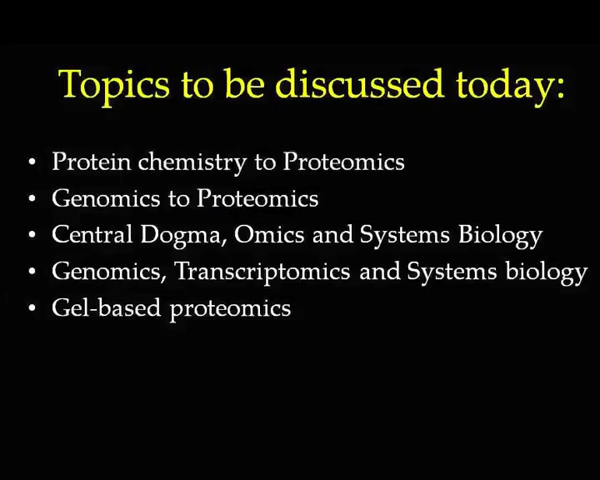 Topics to be discussed today:
• Protein chemistry to Proteomics
• Genomics to Proteomics
• Central Dogma, Omics and Systems Biology
• Genomics, Transcriptomics and Systems biology
• Gel-based proteomics